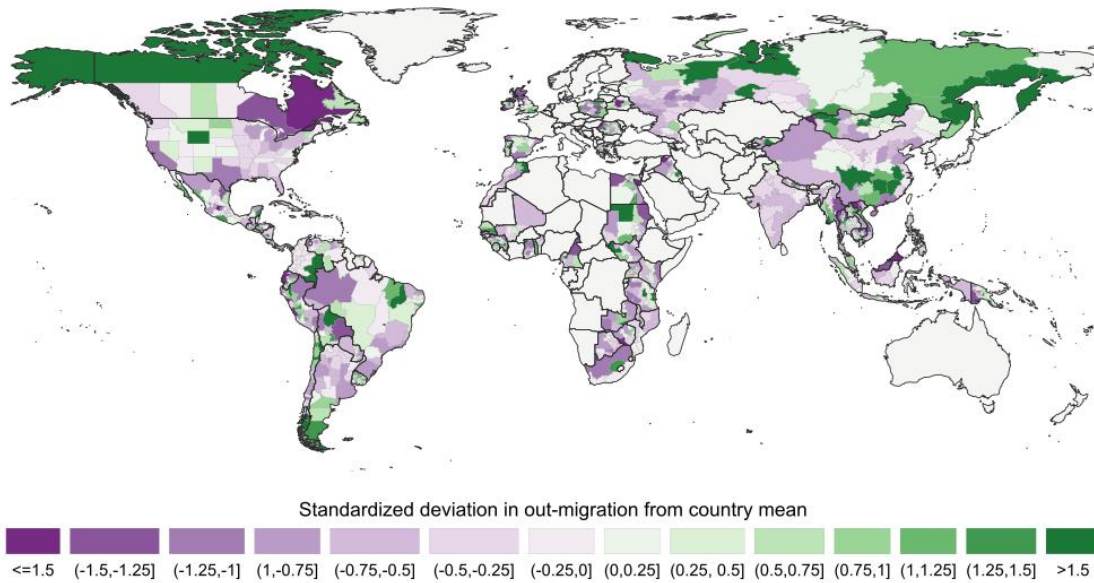 Standardized deviation in out-migration from country mean
<=1.5 (-1.5,-1.25] (-1.25,-1] (1,-0.75] (-0.75,-0.5] (-0.5,-0.25] (-0.25,0] (0,0.25] (0.25, 0.5] (0.5,0.75] (0.75,1] (1,1.25] (1.25,1.5] >1.5